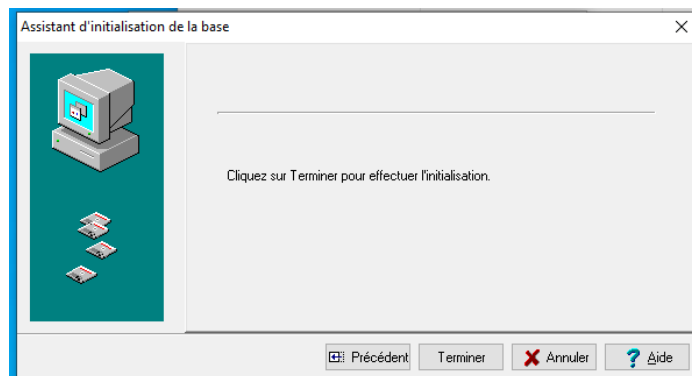 Assistant d'initialisation de la base
Cliquez sur Terminer pour effectuer l'initialisation.
Précédent Terminer Annuler Aide